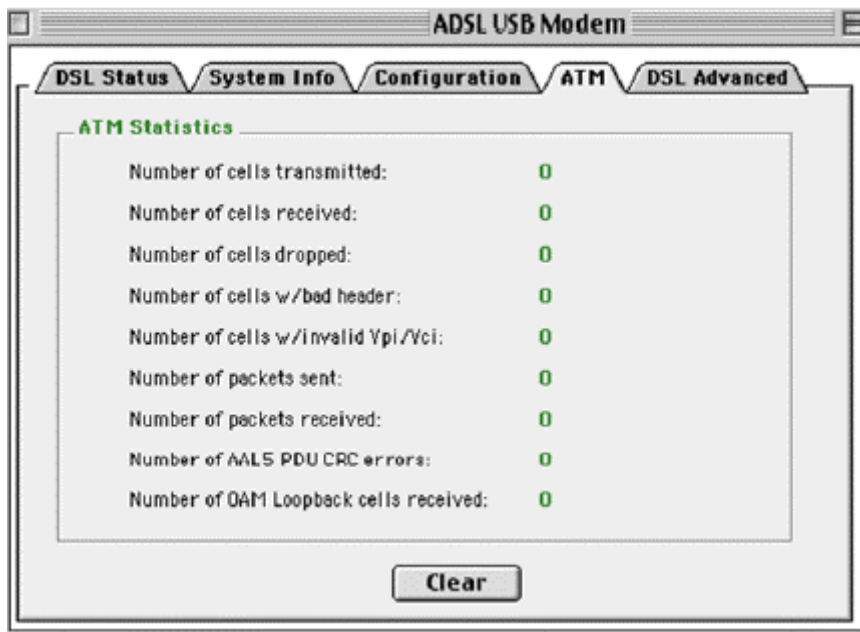 ADSL USB Modem
DSL Status System Info Configuration ATM DSL Advanced
ATM Statistics
Number of cells transmitted: 0
Number of cells received: 0
Number of cells dropped: 0
Number of cells w/bad header: 0
Number of cells w/invalid Vpi/Vci: 0
Number of packets sent: 0
Number of packets received: 0
Number of AAL5 PDU CRC errors: 0
Number of OAM Loopback cells received: 0
Clear